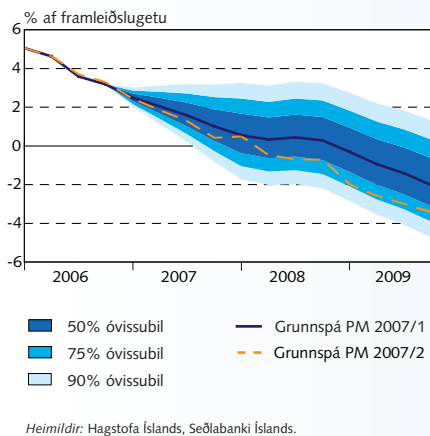 % af framleiðslugetu
6
4
2
0
-2
-4
-6
2006 2007 2008 2009
50% óvissubil
75% óvissubil
90% óvissubil
Grunnspá PM 2007/1
Grunnspá PM 2007/2
Heimildir: Hagstofa Íslands, Seðlabanki Íslands.